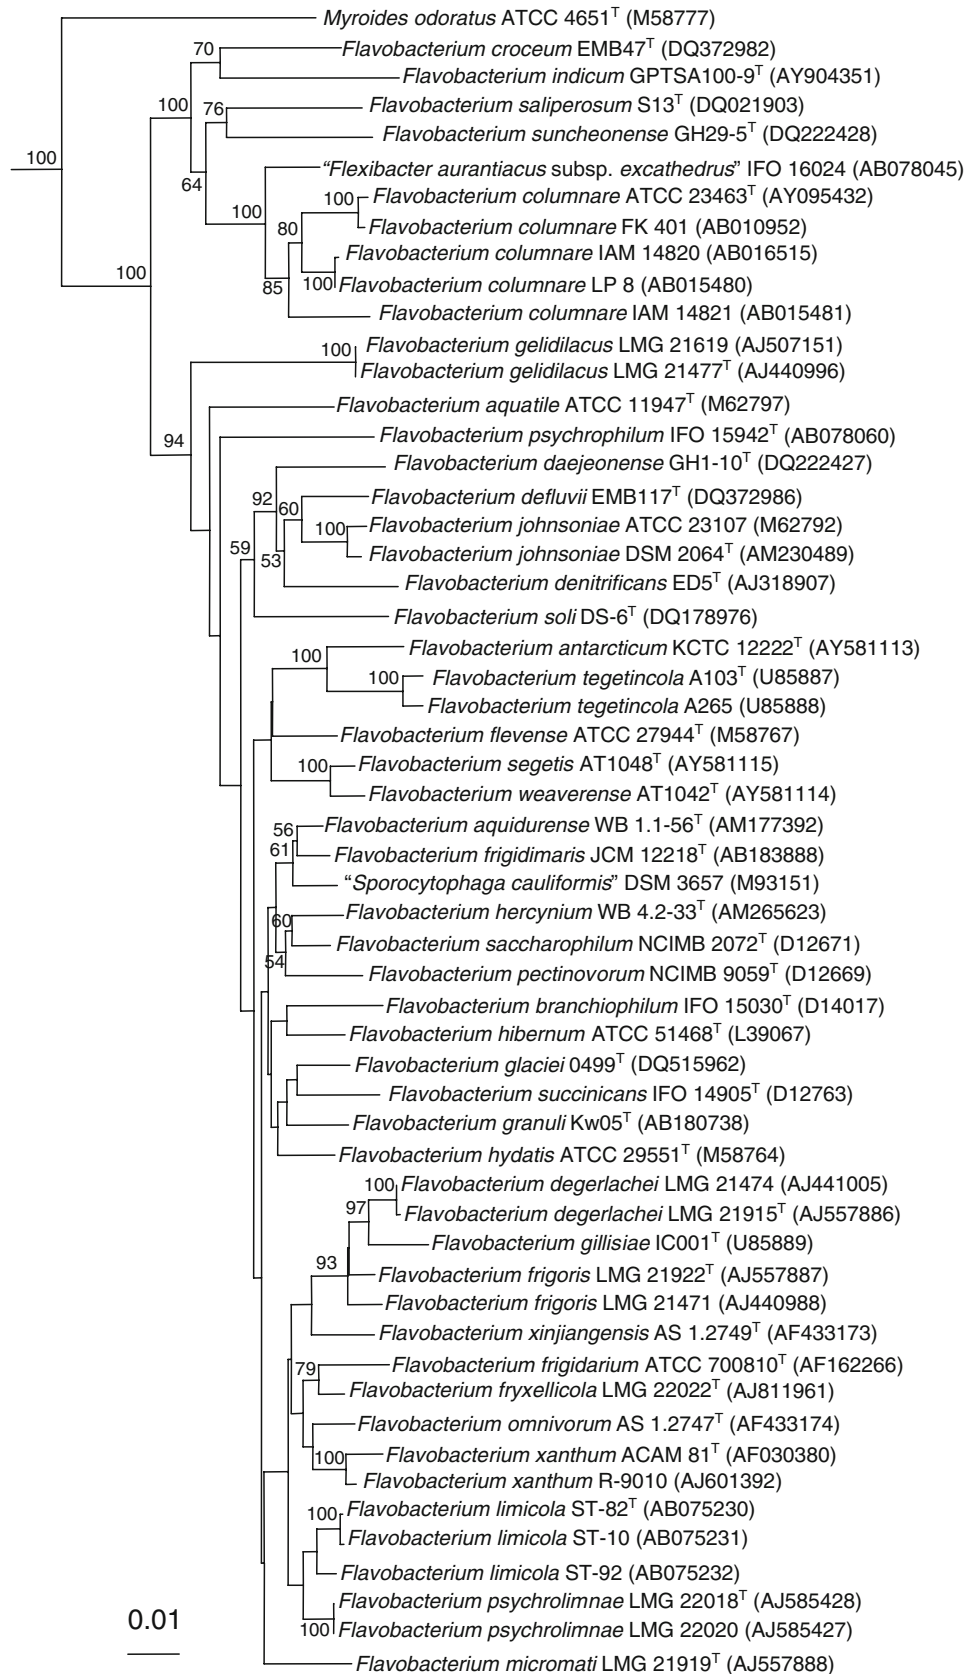 Myroides odoratus ATCC 4651ᵀ (M58777)
70
Flavobacterium croceum EMB47ᵀ (DQ372982)
Flavobacterium indicum GPTSA100-9ᵀ (AY904351)
100
76
Flavobacterium saliperosum S13ᵀ (DQ021903)
Flavobacterium suncheonense GH29-5ᵀ (DQ222428)
100
64
"Flexibacter aurantiacus subsp. excathedrus" IFO 16024 (AB078045)
100
100
Flavobacterium columnare ATCC 23463ᵀ (AY095432)
80
Flavobacterium columnare FK 401 (AB010952)
Flavobacterium columnare IAM 14820 (AB016515)
100
85
100
Flavobacterium columnare LP 8 (AB015480)
Flavobacterium columnare IAM 14821 (AB015481)
100
Flavobacterium gelidilacus LMG 21619 (AJ507151)
Flavobacterium gelidilacus LMG 21477ᵀ (AJ440996)
Flavobacterium aquatile ATCC 11947ᵀ (M62797)
94
Flavobacterium psychrophilum IFO 15942ᵀ (AB078060)
Flavobacterium daejeonense GH1-10ᵀ (DQ222427)
92
60
Flavobacterium defluvii EMB117ᵀ (DQ372986)
100
Flavobacterium johnsoniae ATCC 23107 (M62792)
59
53
Flavobacterium johnsoniae DSM 2064ᵀ (AM230489)
Flavobacterium denitrificans ED5ᵀ (AJ318907)
Flavobacterium soli DS-6ᵀ (DQ178976)
100
Flavobacterium antarcticum KCTC 12222ᵀ (AY581113)
100
Flavobacterium tegetincola A103ᵀ (U85887)
Flavobacterium tegetincola A265 (U85888)
Flavobacterium flevense ATCC 27944ᵀ (M58767)
100
Flavobacterium segetis AT1048ᵀ (AY581115)
Flavobacterium weaverense AT1042ᵀ (AY581114)
56
Flavobacterium aquidurense WB 1.1-56ᵀ (AM177392)
61
Flavobacterium frigidimaris JCM 12218ᵀ (AB183888)
"Sporocytophaga cauliformis" DSM 3657 (M93151)
60
Flavobacterium hercynium WB 4.2-33ᵀ (AM265623)
Flavobacterium saccharophilum NCIMB 2072ᵀ (D12671)
54
Flavobacterium pectinovorum NCIMB 9059ᵀ (D12669)
Flavobacterium branchiophilum IFO 15030ᵀ (D14017)
Flavobacterium hibernum ATCC 51468ᵀ (L39067)
Flavobacterium glaciei 0499ᵀ (DQ515962)
Flavobacterium succinicans IFO 14905ᵀ (D12763)
Flavobacterium granuli Kw05ᵀ (AB180738)
Flavobacterium hydatis ATCC 29551ᵀ (M58764)
100
Flavobacterium degerlachei LMG 21474 (AJ441005)
97
Flavobacterium degerlachei LMG 21915ᵀ (AJ557886)
Flavobacterium gillisiae IC001ᵀ (U85889)
93
Flavobacterium frigoris LMG 21922ᵀ (AJ557887)
Flavobacterium frigoris LMG 21471 (AJ440988)
Flavobacterium xinjiangensis AS 1.2749ᵀ (AF433173)
79
Flavobacterium frigidarium ATCC 700810ᵀ (AF162266)
Flavobacterium fryxellicola LMG 22022ᵀ (AJ811961)
Flavobacterium omnivorum AS 1.2747ᵀ (AF433174)
100
Flavobacterium xanthum ACAM 81ᵀ (AF030380)
Flavobacterium xanthum R-9010 (AJ601392)
100
Flavobacterium limicola ST-82ᵀ (AB075230)
Flavobacterium limicola ST-10 (AB075231)
Flavobacterium limicola ST-92 (AB075232)
Flavobacterium psychrolimnae LMG 22018ᵀ (AJ585428)
100
Flavobacterium psychrolimnae LMG 22020 (AJ585427)
Flavobacterium micromati LMG 21919ᵀ (AJ557888)
0.01